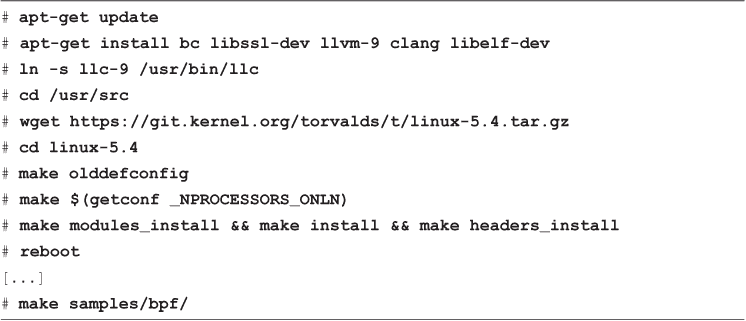 # apt-get update
# apt-get install bc libssl-dev llvm-9 clang libelf-dev
# ln -s llc-9 /usr/bin/llc
# cd /usr/src
# wget https://git.kernel.org/torvalds/t/linux-5.4.tar.gz
# cd linux-5.4
# make olddefconfig
# make $(getconf _NPROCESSORS_ONLN)
# make modules_install && make install && make headers_install
# reboot
[...]
# make samples/bpf/